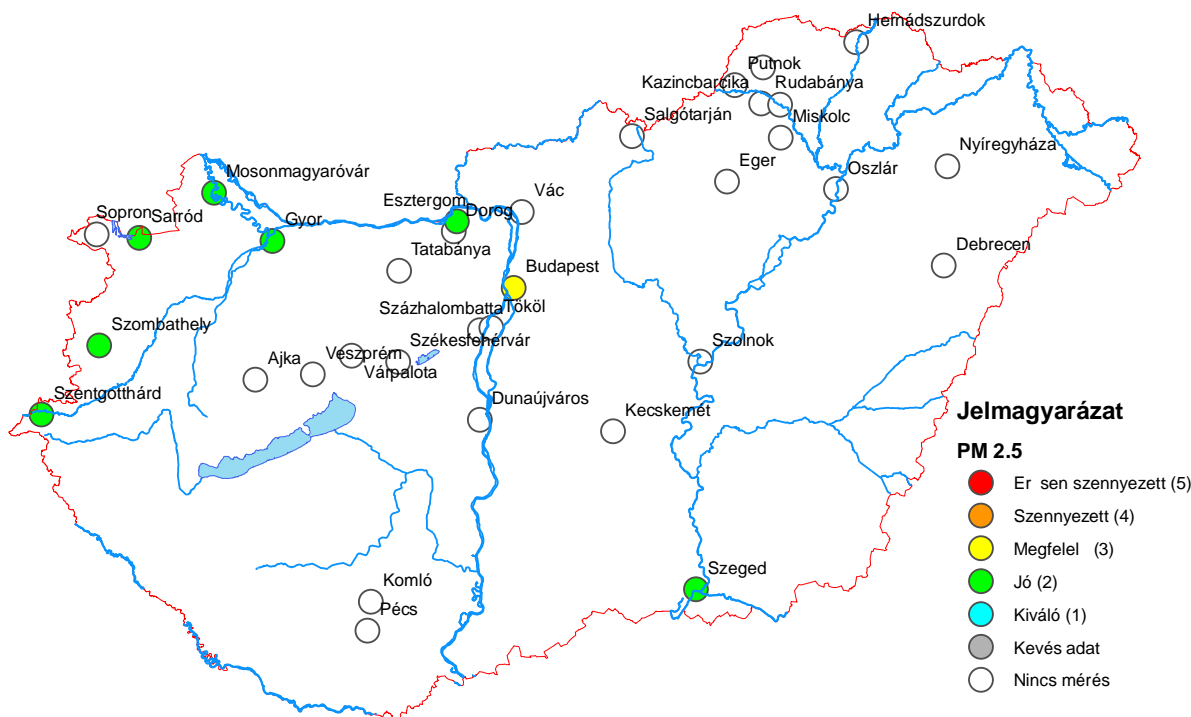 Hernádszurdok
Putnok
Kazincbarcika
Rudabánya
Salgótarján
Miskolc
Nyíregyháza
Eger
Oszlár
Mosonmagyaróvár
Esztergom
Vác
Sopron
Sarród
Gyor
Dorog
Tatabánya
Budapest
Debrecen
Százhalombatta
Tököl
Szombathely
Székesfehérvár
Szolnok
Ajka
Veszprém
Várpalota
Szentgotthárd
Dunaújváros
Kecskemét
Jelmagyarázat
PM 2.5
Er sen szennyezett (5)
Szennyezett (4)
Megfelel (3)
Jó (2)
Kiváló (1)
Kevés adat
Nincs mérés
Szeged
Komló
Pécs